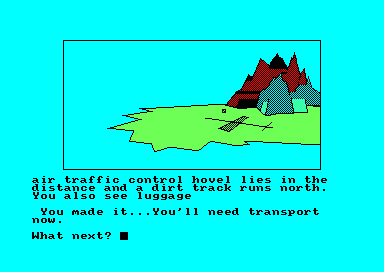 air traffic control hovel lies in the
distance and a dirt track runs north.
You also see luggage
You made it...You'll need transport
now.
What next?